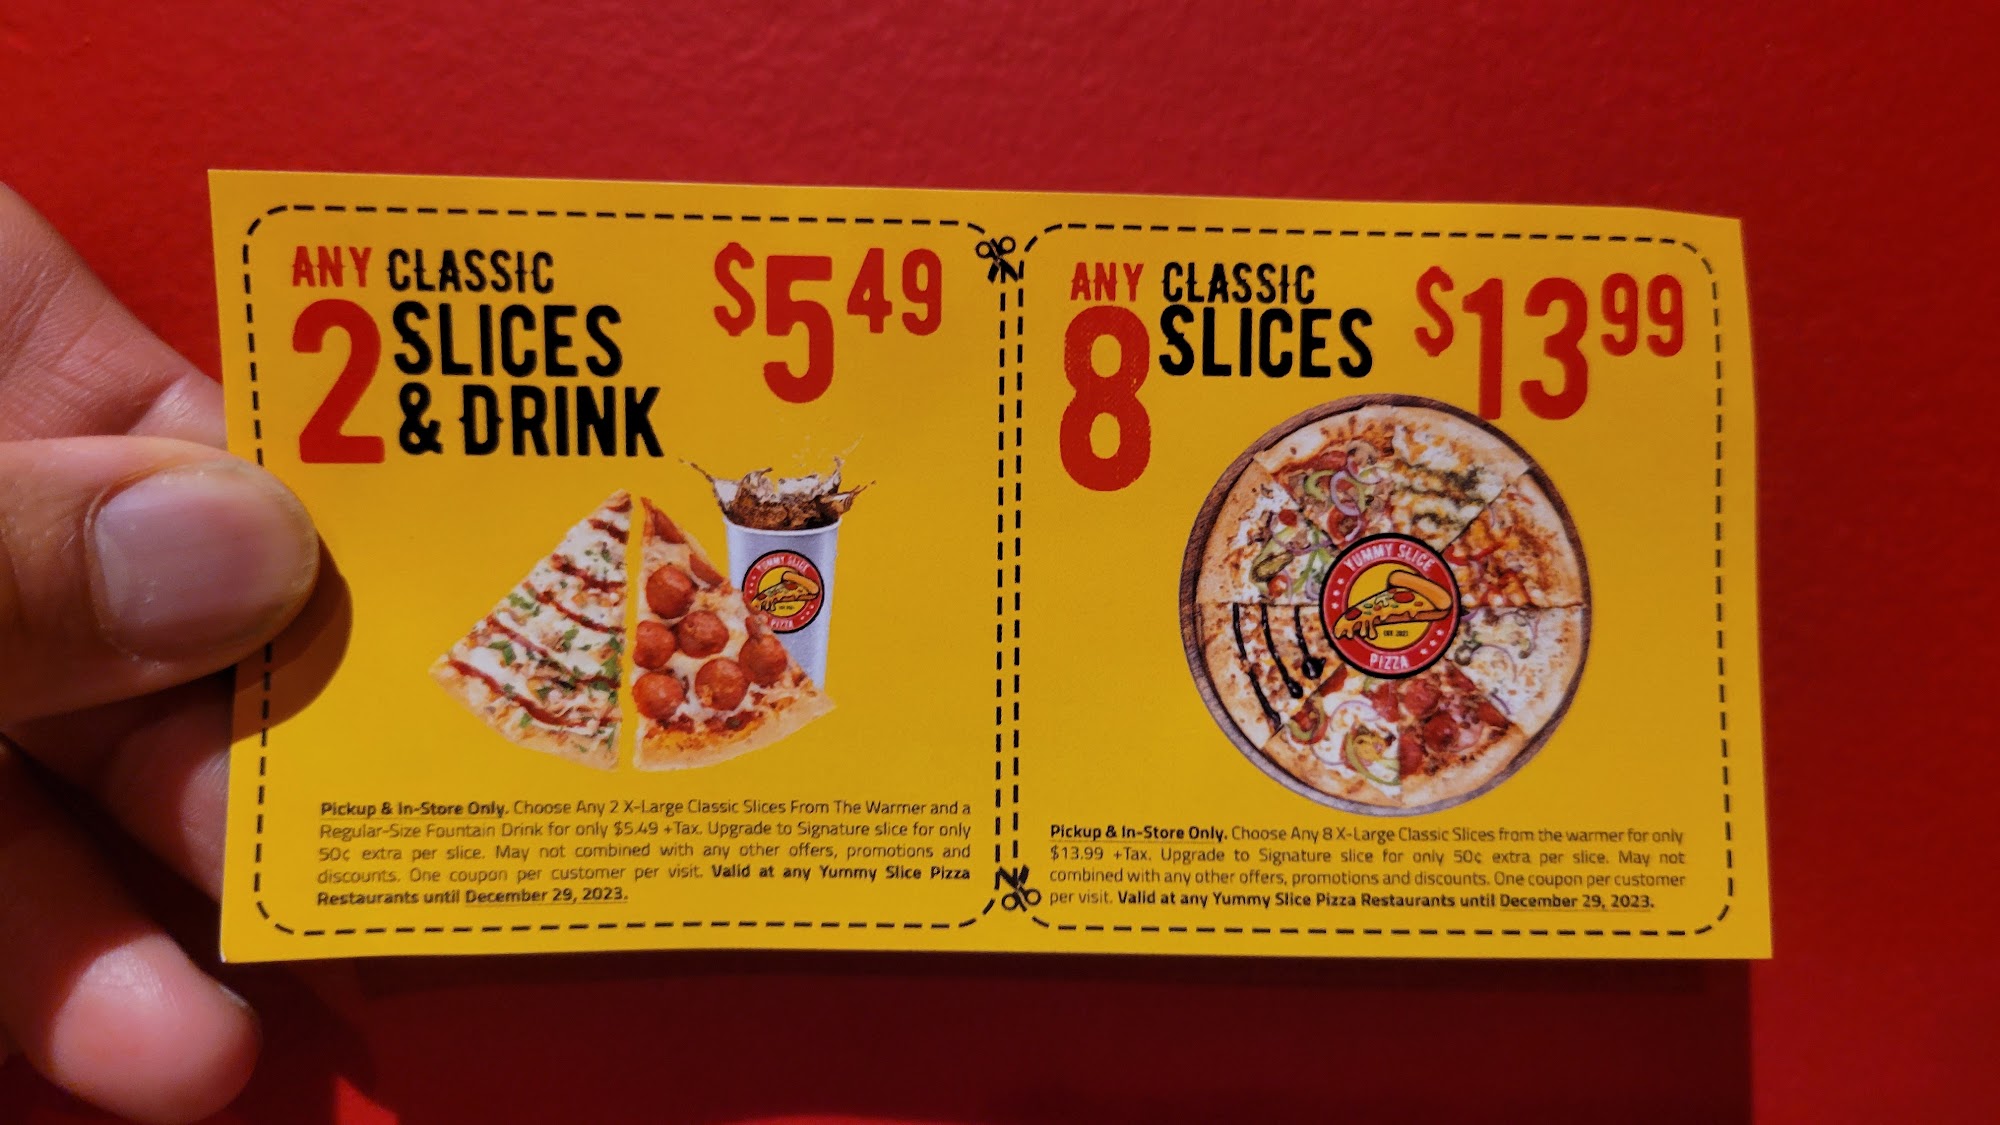 ANY CLASSIC
2 SLICES
& DRINK
$5 49
YUMMY SLICE
PIZZA
Pickup & In-Store Only. Choose Any 2 X-Large Classic Slices From The Warmer and a
Regular-Size Fountain Drink for only $5.49 +Tax. Upgrade to Signature slice for only
50¢ extra per slice. May not combined with any other offers, promotions and
discounts. One coupon per customer per visit. Valid at any Yummy Slice Pizza
Restaurants until December 29, 2023.
ANY CLASSIC
8 SLICES
$13 99
YUMMY SLICE
EST. 2021
PIZZA
Pickup & In-Store Only. Choose Any 8 X-Large Classic Slices from the warmer for only
$13.99 +Tax. Upgrade to Signature slice for only 50¢ extra per slice. May not
combined with any other offers, promotions and discounts. One coupon per customer
per visit. Valid at any Yummy Slice Pizza Restaurants until December 29, 2023.